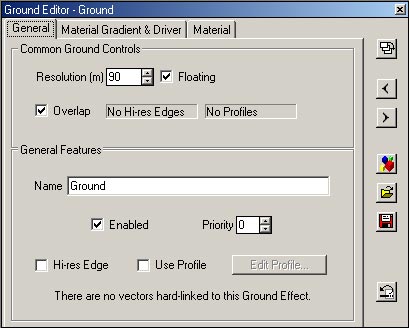 Ground Editor - Ground
General Material Gradient & Driver Material
Common Ground Controls
Resolution (m) 90 Floating
Overlap No Hi-res Edges No Profiles
General Features
Name Ground
Enabled Priority 0
Hi-res Edge Use Profile Edit Profile...
There are no vectors hard-linked to this Ground Effect.